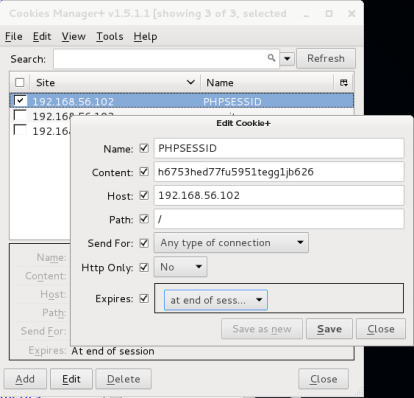 Cookies Manager+ v1.5.1.1 [showing 3 of 3, selected
File Edit View Tools Help
Search: Refresh
Site Name
192.168.56.102 PHPSESSID
192.168.56.102
192.16
Edit Cookie+
Name: PHPSESSID
Content: h6753hed77fu5951tegg1jb626
Host: 192.168.56.102
Path: /
Send For: Any type of connection
Http Only: No
Expires: at end of sess...
Save as new Save Close
Name:
Content:
Host:
Path:
Send For:
Expires: At end of session
Add Edit Delete Close